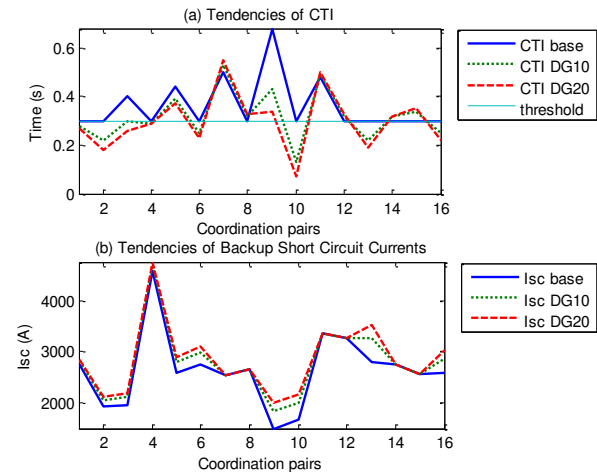 (a) Tendencies of CTI
0.6
0.4
0.2
0
Time (s)
2 4 6 8 10 12 14 16
Coordination pairs
CTI base
CTI DG10
CTI DG20
threshold
(b) Tendencies of Backup Short Circuit Currents
4000
3000
2000
Isc (A)
2 4 6 8 10 12 14 16
Coordination pairs
Isc base
Isc DG10
Isc DG20